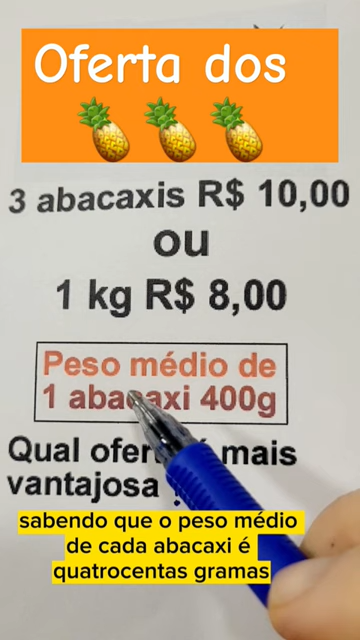 Oferta dos
3 abacaxis R$ 10,00
ou
1 kg R$ 8,00
Peso médio de
1 abacaxi 400g
Qual é mais
vantajosa
sabendo que o peso médio
de cada abacaxi é
quatrocentas gramas